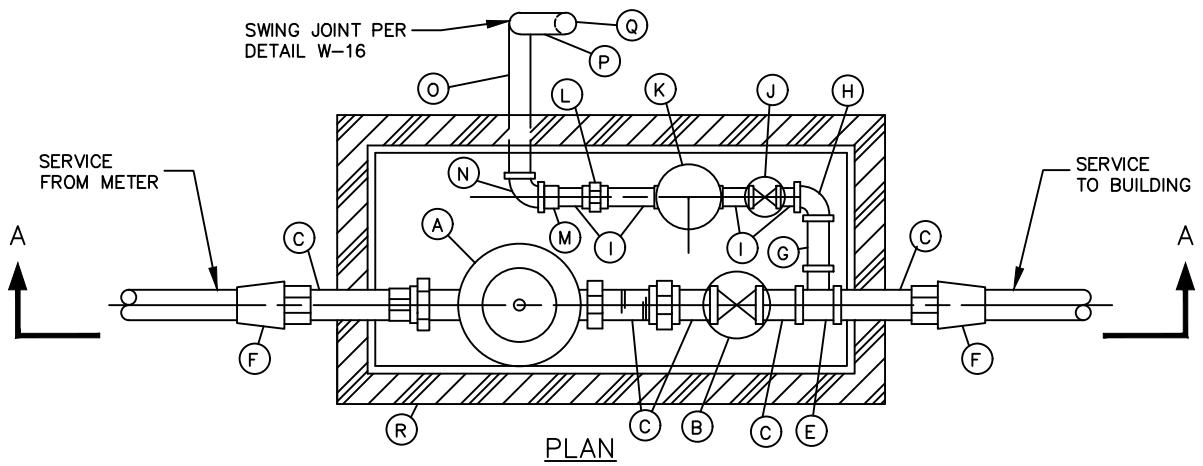 SWING JOINT PER
DETAIL W-16
Q
P
O
L
K
J
H
SERVICE
FROM METER
SERVICE
TO BUILDING
N
A
M
I
I
G
A
C
C
A
F
F
R
C
B
C
E
PLAN